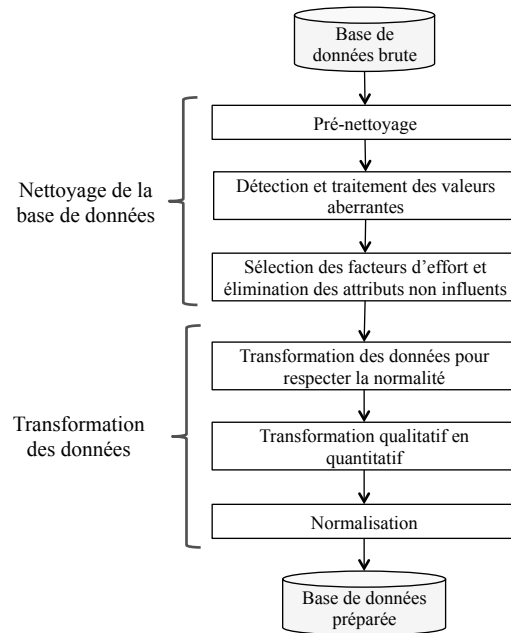 Base de
données brute
Pré-nettoyage
Nettoyage de la
base de données
Détection et traitement des valeurs
aberrantes
Sélection des facteurs d’effort et
élimination des attributs non influents
Transformation
des données
Transformation des données pour
respecter la normalité
Transformation qualitatif en
quantitatif
Normalisation
Base de données
préparée